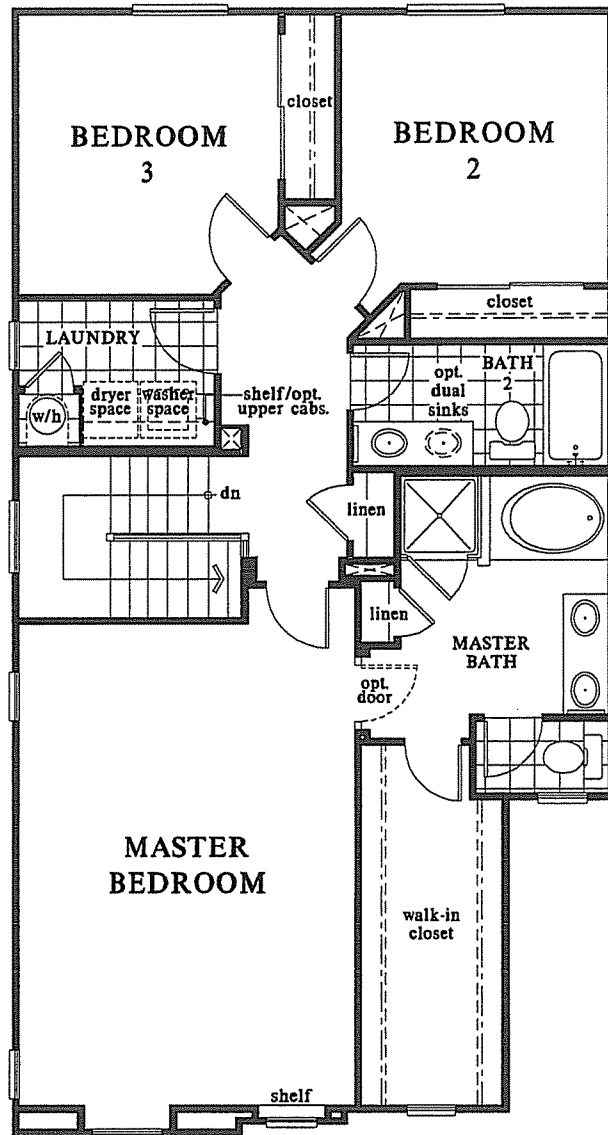 closet
BEDROOM
3
BEDROOM
2
closet
LAUNDRY
BATH
2
opt.
dual
sinks
w/h
dryer
space
washer
space
shelf/opt.
upper cabs.
dn
linen
linen
MASTER
BATH
opt.
door
MASTER
BEDROOM
walk-in
closet
shelf